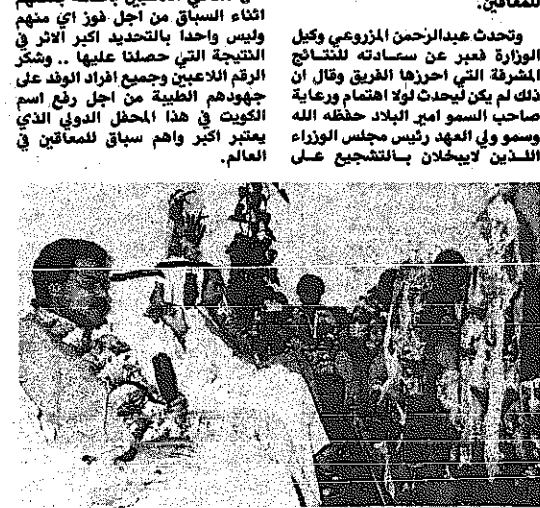 للمعاقين.
وتحدث عبدالرحمن المزروعي وكيل
الوزارة فعبر عن سعادته للنتائج
المشرفة التي احرزها الفريق وقال ان
ذلك لم يكن ليحدث لولا اهتمام ورعاية
صاحب السمو امير البلاد حفظه الله
وسمو ولي العهد رئيس مجلس الوزراء
اللذين لايبخلان بالتشجيع على
اثناء السباق من اجل فوز اي منهم
وليس واحدا بالتحديد اكبر الاثر في
النتيجة التي حصلنا عليها .. وشكر
الرقم اللاعبين وجميع افراد الوفد على
جهودهم الطيبة من اجل رفع اسم
الكويت في هذا المحفل الدولي الذي
يعتبر اكبر واهم سباق للمعاقين في
العالم.